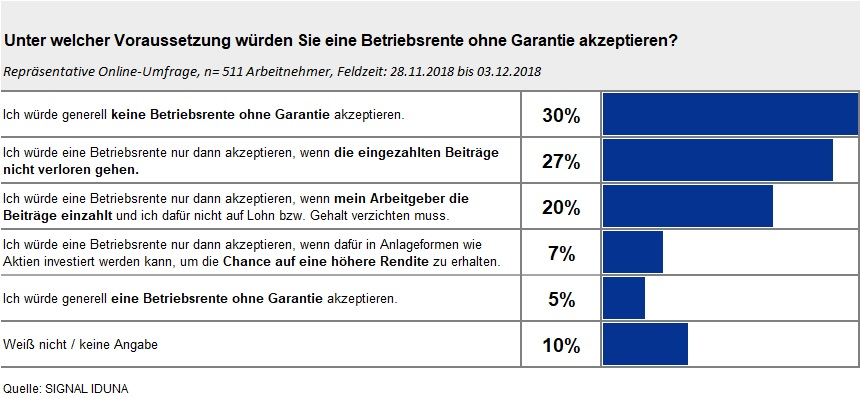 Unter welcher Voraussetzung würden Sie eine Betriebsrente ohne Garantie akzeptieren?
Repräsentative Online-Umfrage, n= 511 Arbeitnehmer, Feldzeit: 28.11.2018 bis 03.12.2018
Ich würde generell keine Betriebsrente ohne Garantie akzeptieren.
30%
Ich würde eine Betriebsrente nur dann akzeptieren, wenn die eingezahlten Beiträge
nicht verloren gehen.
27%
Ich würde eine Betriebsrente nur dann akzeptieren, wenn mein Arbeitgeber die
Beiträge einzahlt und ich dafür nicht auf Lohn bzw. Gehalt verzichten muss.
20%
Ich würde eine Betriebsrente nur dann akzeptieren, wenn dafür in Anlageformen wie
Aktien investiert werden kann, um die Chance auf eine höhere Rendite zu erhalten.
7%
Ich würde generell eine Betriebsrente ohne Garantie akzeptieren.
5%
Weiß nicht / keine Angabe
10%
Quelle: SIGNAL IDUNA